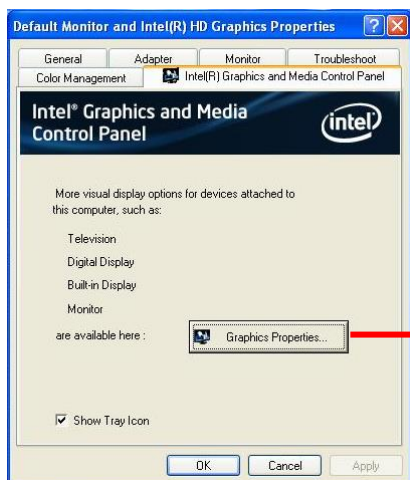 Default Monitor and Intel(R) HD Graphics Properties
General Adapter Monitor Troubleshoot
Color Management Intel(R) Graphics and Media Control Panel
Intel® Graphics and Media
Control Panel
intel
More visual display options for devices attached to
this computer, such as:
Television
Digital Display
Built-in Display
Monitor
are available here : Graphics Properties...
Show Tray Icon
OK Cancel Apply